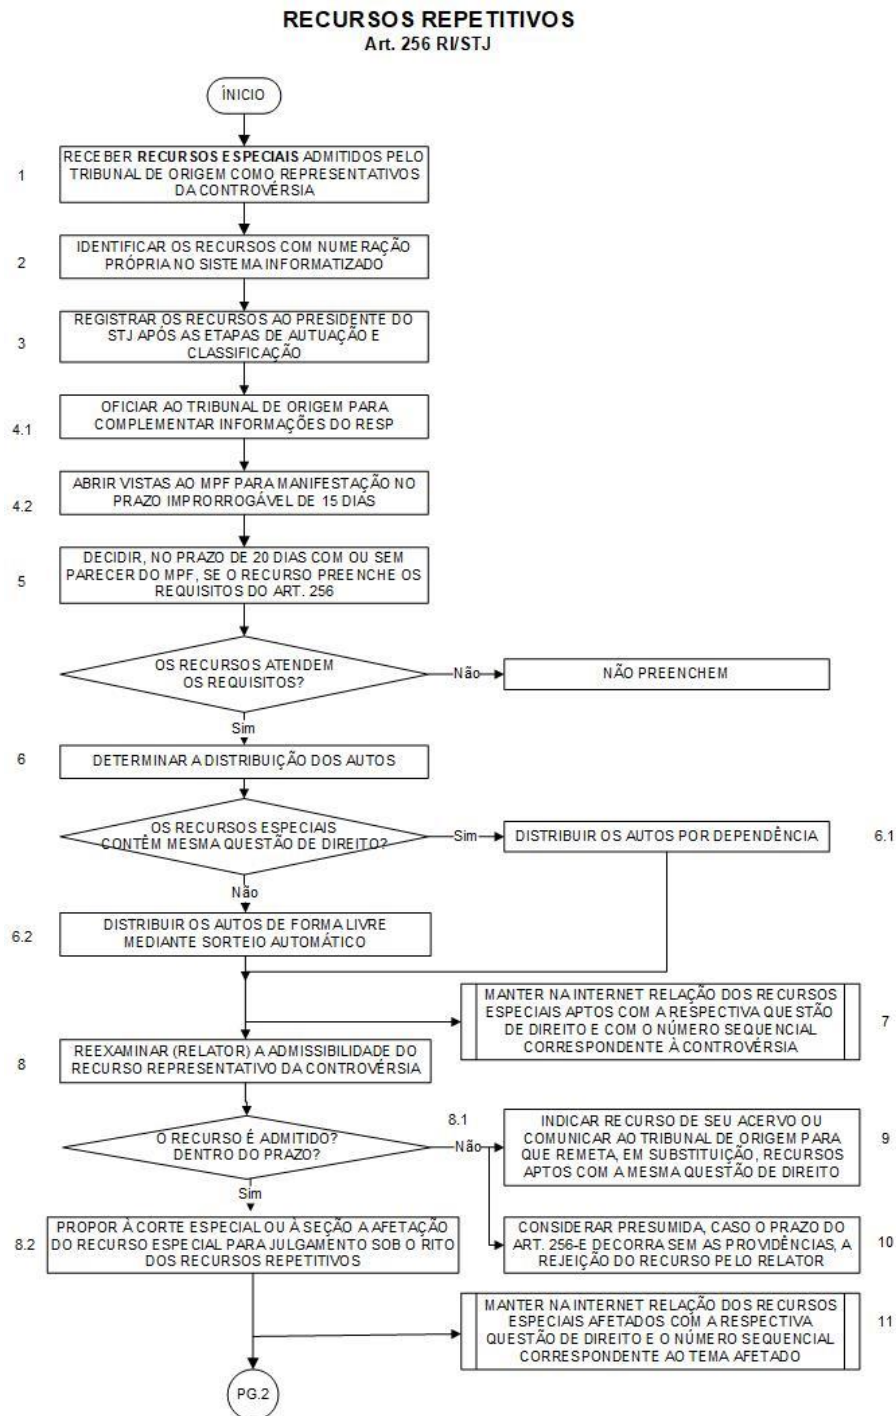 RECURSOS REPETITIVOS
Art. 256 RI/STJ
ÍNICIO
1
RECEBER RECURSOS ESPECIAIS ADMITIDOS PELO
TRIBUNAL DE ORIGEM COMO REPRESENTATIVOS
DA CONTROVÉRSIA
2
IDENTIFICAR OS RECURSOS COM NUMERAÇÃO
PRÓPRIA NO SISTEMA INFORMATIZADO
3
REGISTRAR OS RECURSOS AO PRESIDENTE DO
STJ APÓS AS ETAPAS DE AUTUAÇÃO E
CLASSIFICAÇÃO
4.1
OFICIAR AO TRIBUNAL DE ORIGEM PARA
COMPLEMENTAR INFORMAÇÕES DO RESP
4.2
ABRIR VISTAS AO MPF PARA MANIFESTAÇÃO NO
PRAZO IMPRORROGÁVEL DE 15 DIAS
5
DECIDIR, NO PRAZO DE 20 DIAS COM OU SEM
PARECER DO MPF, SE O RECURSO PREENCHE OS
REQUISITOS DO ART. 256
OS RECURSOS ATENDEM
OS REQUISITOS?
Não
NÃO PREENCHEM
Sim
6
DETERMINAR A DISTRIBUIÇÃO DOS AUTOS
OS RECURSOS ESPECIAIS
CONTÊM MESMA QUESTÃO DE DIREITO?
Sim
DISTRIBUIR OS AUTOS POR DEPENDÊNCIA
6.1
Não
6.2
DISTRIBUIR OS AUTOS DE FORMA LIVRE
MEDIANTE SORTEIO AUTOMÁTICO
MANTER NA INTERNET RELAÇÃO DOS RECURSOS
ESPECIAIS APTOS COM A RESPECTIVA QUESTÃO
DE DIREITO E COM O NÚMERO SEQUENCIAL
CORRESPONDENTE À CONTROVÉRSIA
7
8
REEXAMINAR (RELATOR) A ADMISSIBILIDADE DO
RECURSO REPRESENTATIVO DA CONTROVÉRSIA
O RECURSO É ADMITIDO?
DENTRO DO PRAZO?
8.1
Não
INDICAR RECURSO DE SEU ACERVO OU
COMUNICAR AO TRIBUNAL DE ORIGEM PARA
QUE REMETA, EM SUBSTITUIÇÃO, RECURSOS
APTOS COM A MESMA QUESTÃO DE DIREITO
9
Sim
8.2
PROPOR À CORTE ESPECIAL OU À SEÇÃO A AFETAÇÃO
DO RECURSO ESPECIAL PARA JULGAMENTO SOB O RITO
DOS RECURSOS REPETITIVOS
CONSIDERAR PRESUMIDA, CASO O PRAZO DO
ART. 256-E DECORRA SEM AS PROVIDÊNCIAS, A
REJEIÇÃO DO RECURSO PELO RELATOR
10
MANTER NA INTERNET RELAÇÃO DOS RECURSOS
ESPECIAIS AFETADOS COM A RESPECTIVA
QUESTÃO DE DIREITO E O NÚMERO SEQUENCIAL
CORRESPONDENTE AO TEMA AFETADO
11
PG.2